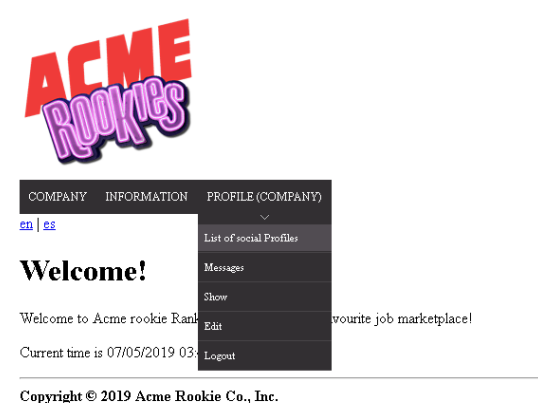 ACME
Rookies
COMPANY INFORMATION PROFILE (COMPANY)
en | es
List of social Profiles
Messages
Show
Edit
Logout
Welcome!
Welcome to Acme rookie Rank vourite job marketplace!
Current time is 07/05/2019 03:
Copyright © 2019 Acme Rookie Co., Inc.